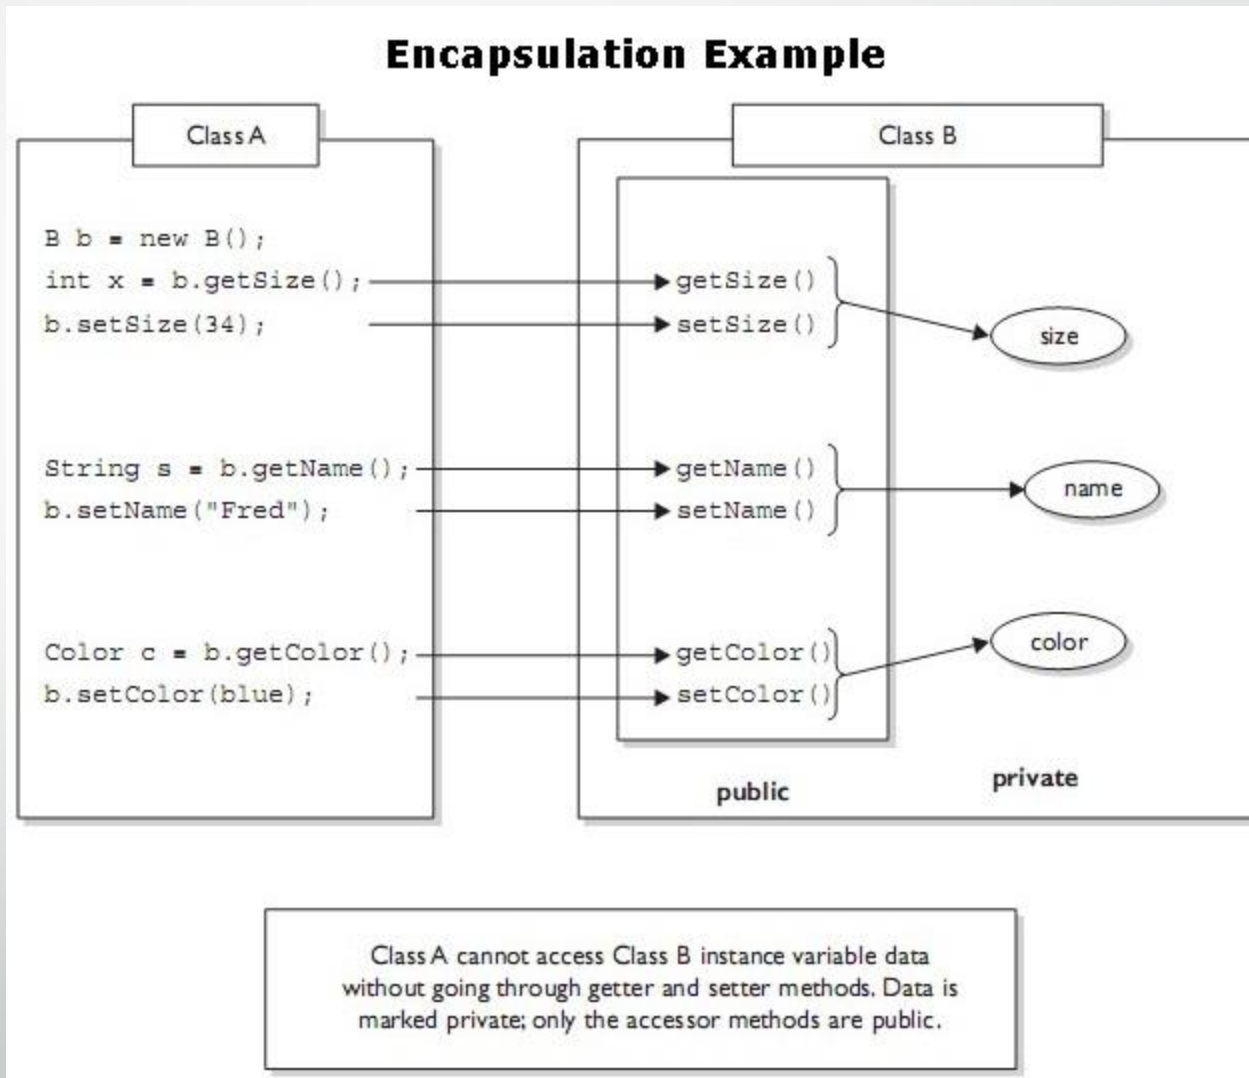 Encapsulation Example
Class A
B b = new B();
int x = b.getSize();
b.setSize(34);
String s = b.getName();
b.setName("Fred");
Color c = b.getColor();
b.setColor(blue);
Class B
getSize()
setSize()
getName()
setName()
getColor()
setColor()
public
size
name
color
private
Class A cannot access Class B instance variable data
without going through getter and setter methods. Data is
marked private; only the accessor methods are public.